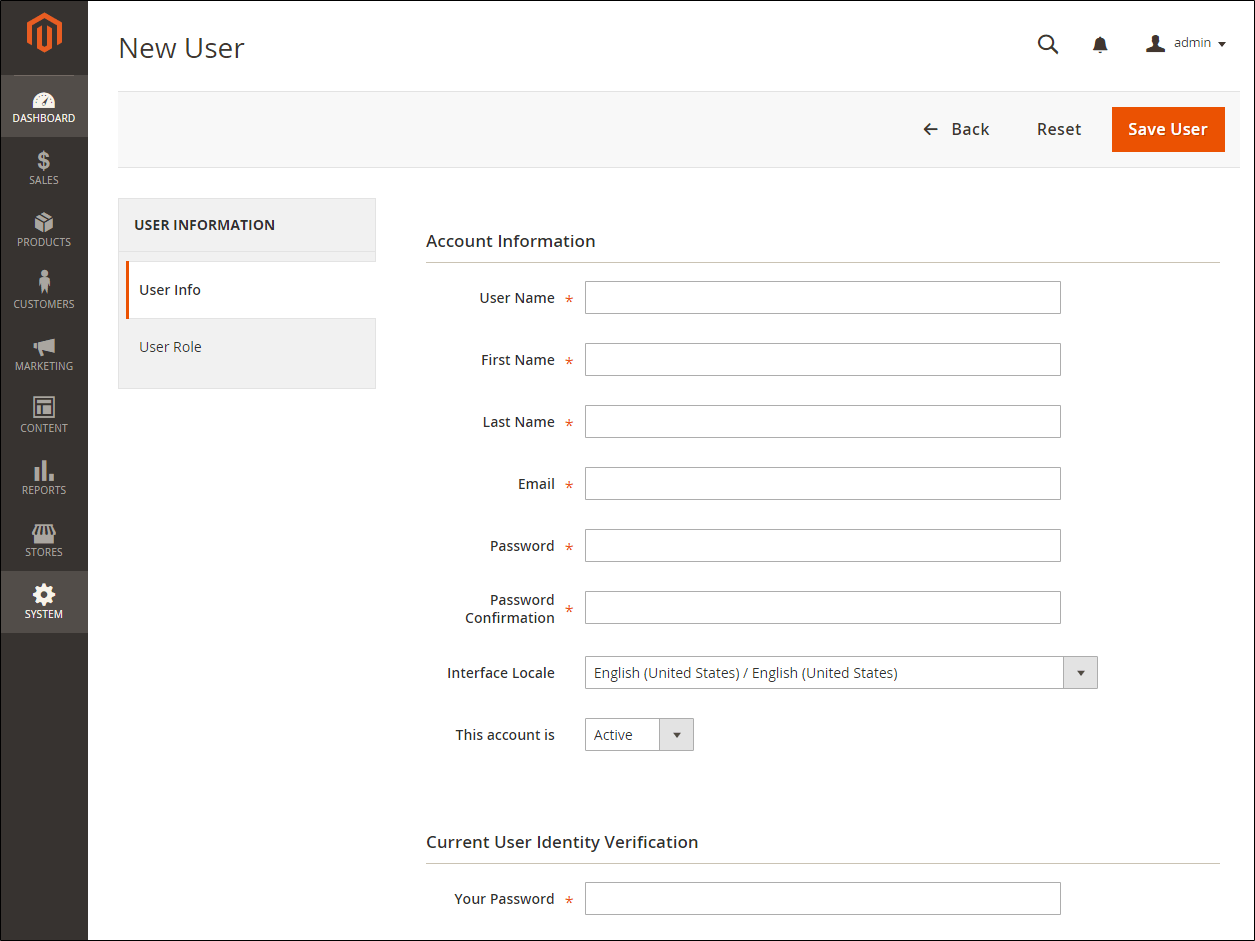 New User
admin
DASHBOARD
SALES
PRODUCTS
CUSTOMERS
MARKETING
CONTENT
REPORTS
STORES
SYSTEM
Back
Reset
Save User
USER INFORMATION
User Info
User Role
Account Information
User Name *
First Name *
Last Name *
Email *
Password *
Password
Confirmation *
Interface Locale English (United States) / English (United States)
This account is Active
Current User Identity Verification
Your Password *